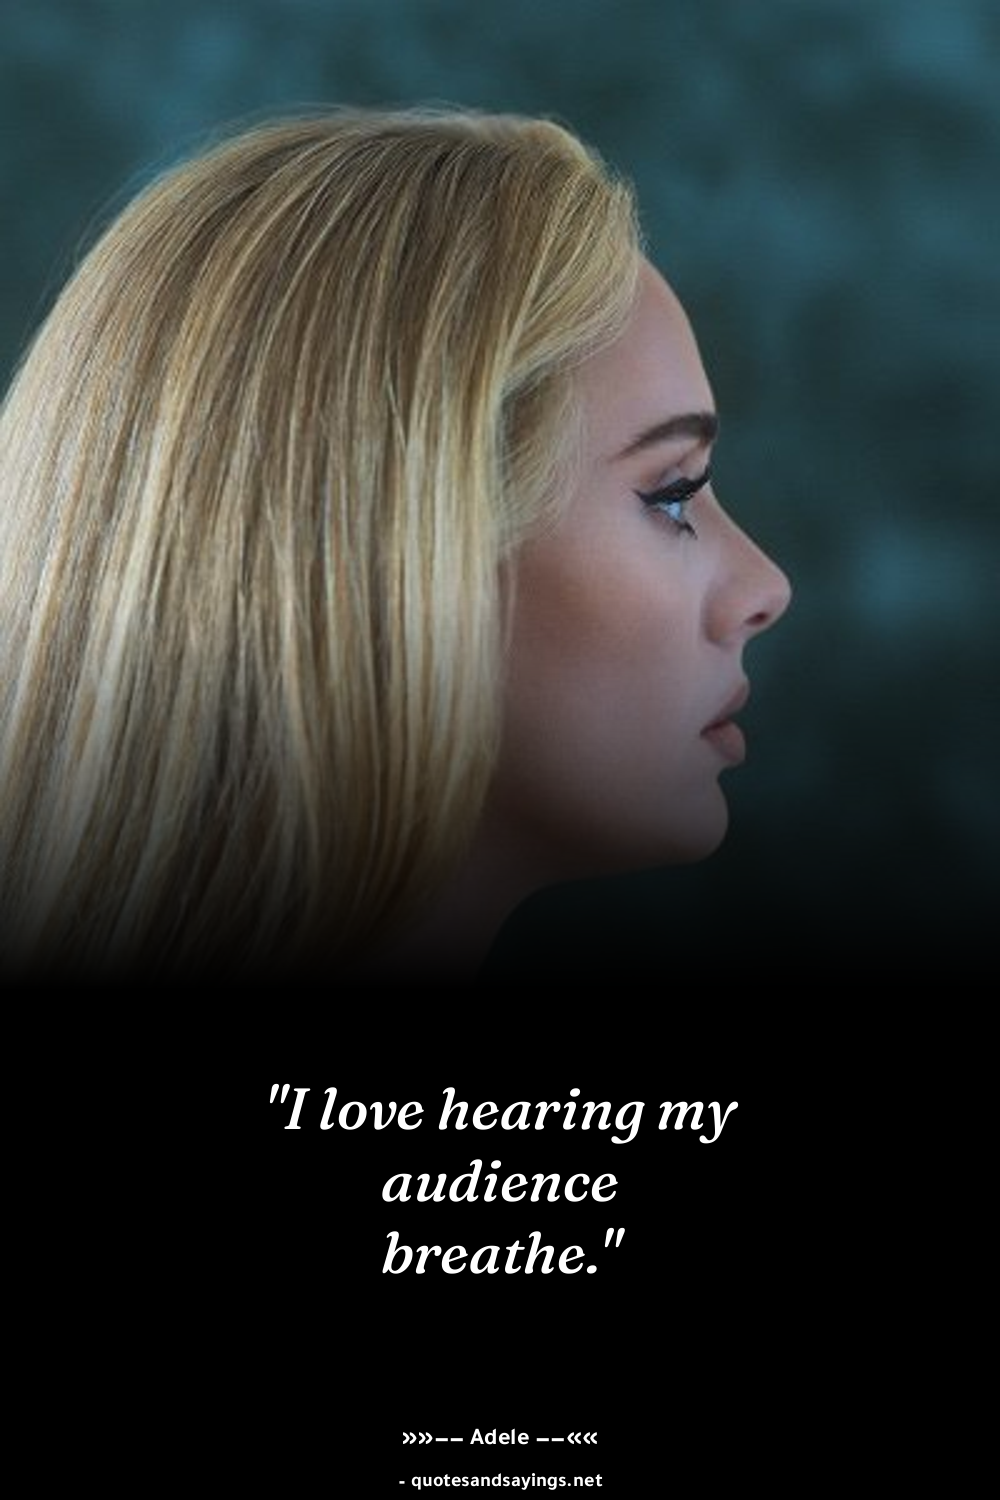 "I love hearing my
audience
breathe."
»»–– Adele ––««
- quotesandsayings.net